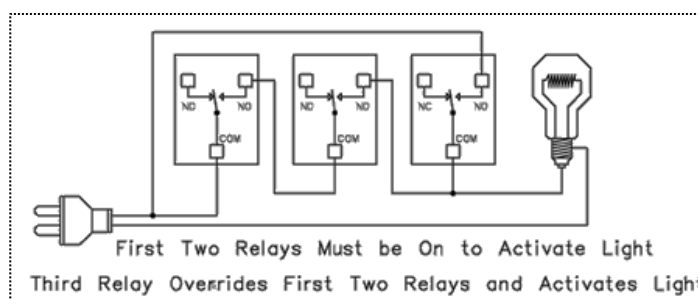 NO NO NO NO NC NO
COM COM COM
First Two Relays Must be On to Activate Light
Third Relay Overrides First Two Relays and Activates Light